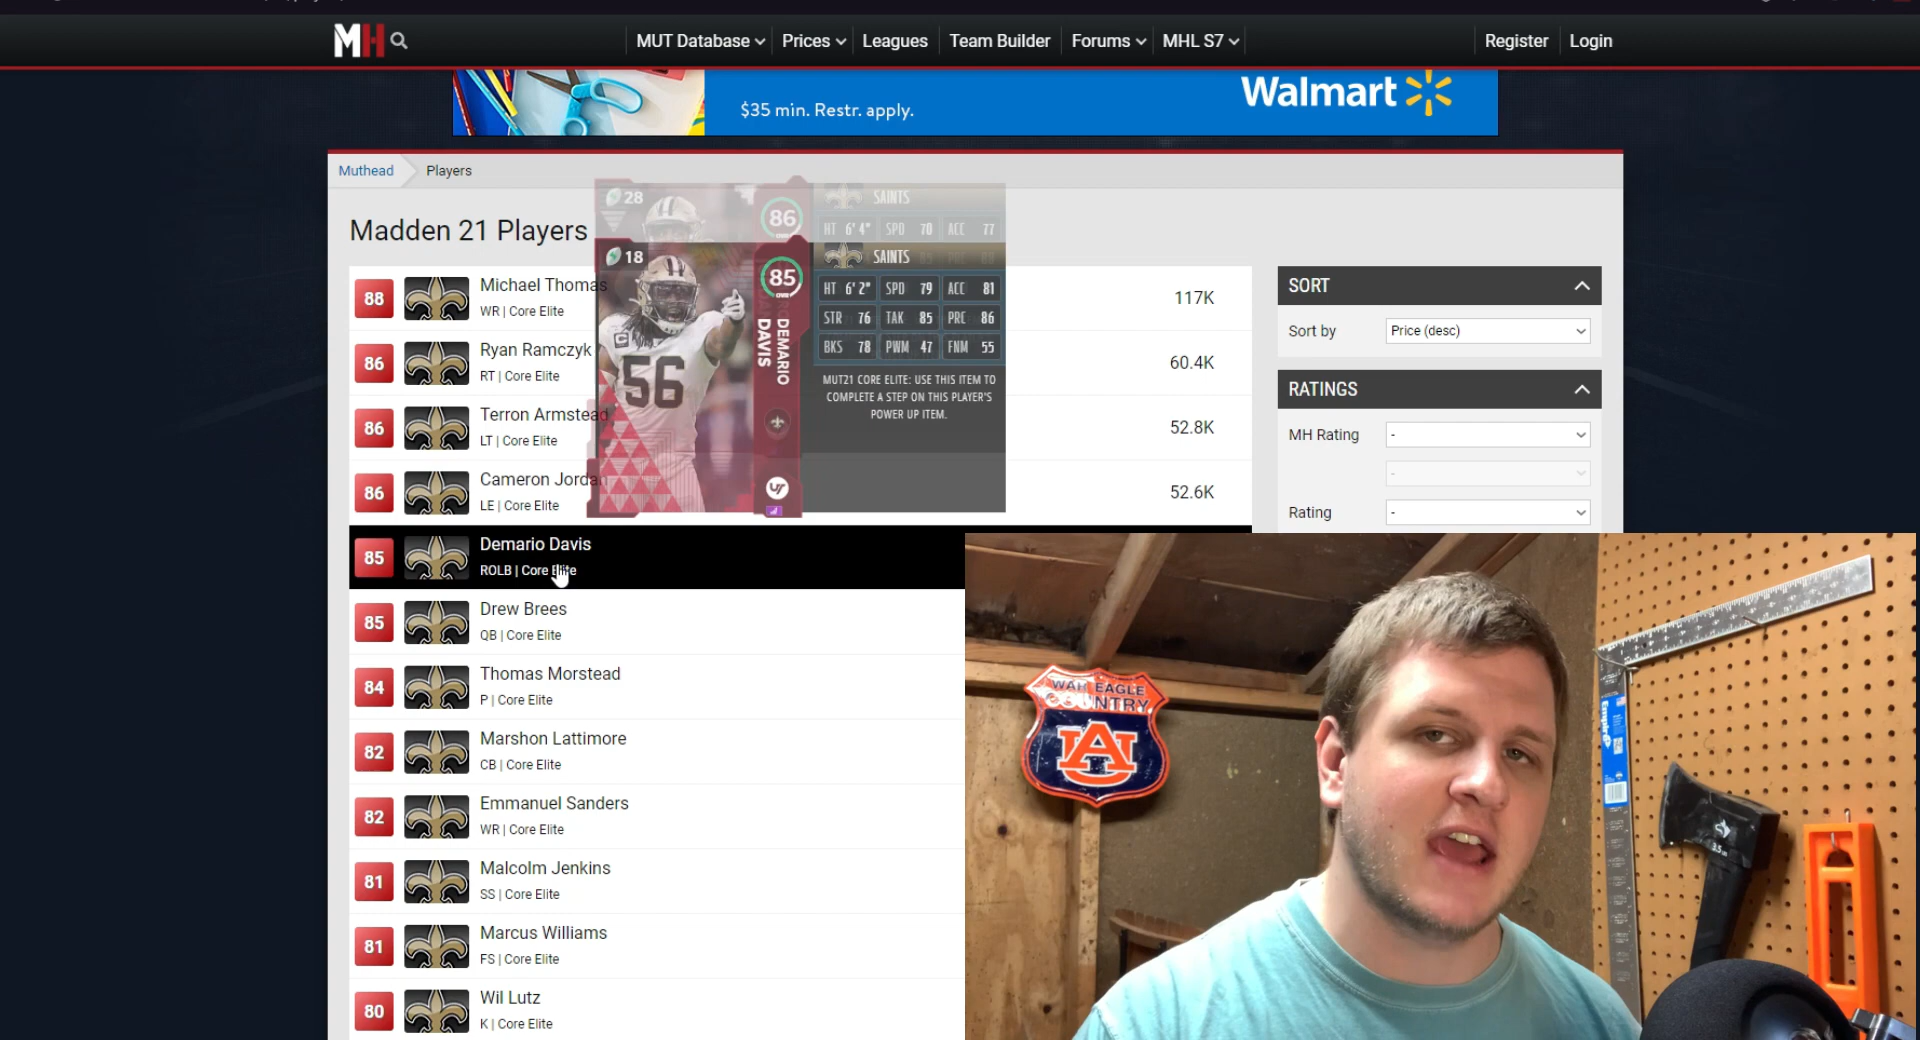 MH
MUT Database
Prices
Leagues
Team Builder
Forums
MHL S7
Register
Login
$35 min. Restr. apply.
Walmart
Muthead
Players
Madden 21 Players
28
86
SAINTS
HT 6'4" SPD 70 ACC 77
18
85
SAINTS
HT 6'2" SPD 79 ACC 81
STR 76 TAK 85 PRC 86
BKS 78 PWM 47 FNM 55
DEMARIO
DAVIS
56
UT
MUT21 CORE ELITE: USE THIS ITEM TO
COMPLETE A STEP ON THIS PLAYER'S
POWER UP ITEM.
88
Michael Thomas
WR | Core Elite
117K
86
Ryan Ramczyk
RT | Core Elite
60.4K
86
Terron Armstead
LT | Core Elite
52.8K
86
Cameron Jorda
LE | Core Elite
52.6K
85
Demario Davis
ROLB | Core Elite
85
Drew Brees
QB | Core Elite
84
Thomas Morstead
P | Core Elite
82
Marshon Lattimore
CB | Core Elite
82
Emmanuel Sanders
WR | Core Elite
81
Malcolm Jenkins
SS | Core Elite
81
Marcus Williams
FS | Core Elite
80
Wil Lutz
K | Core Elite
SORT
Sort by
Price (desc)
RATINGS
MH Rating
-
-
Rating
-
WAR EAGLE
COUNTRY
AU
Empire
3.5